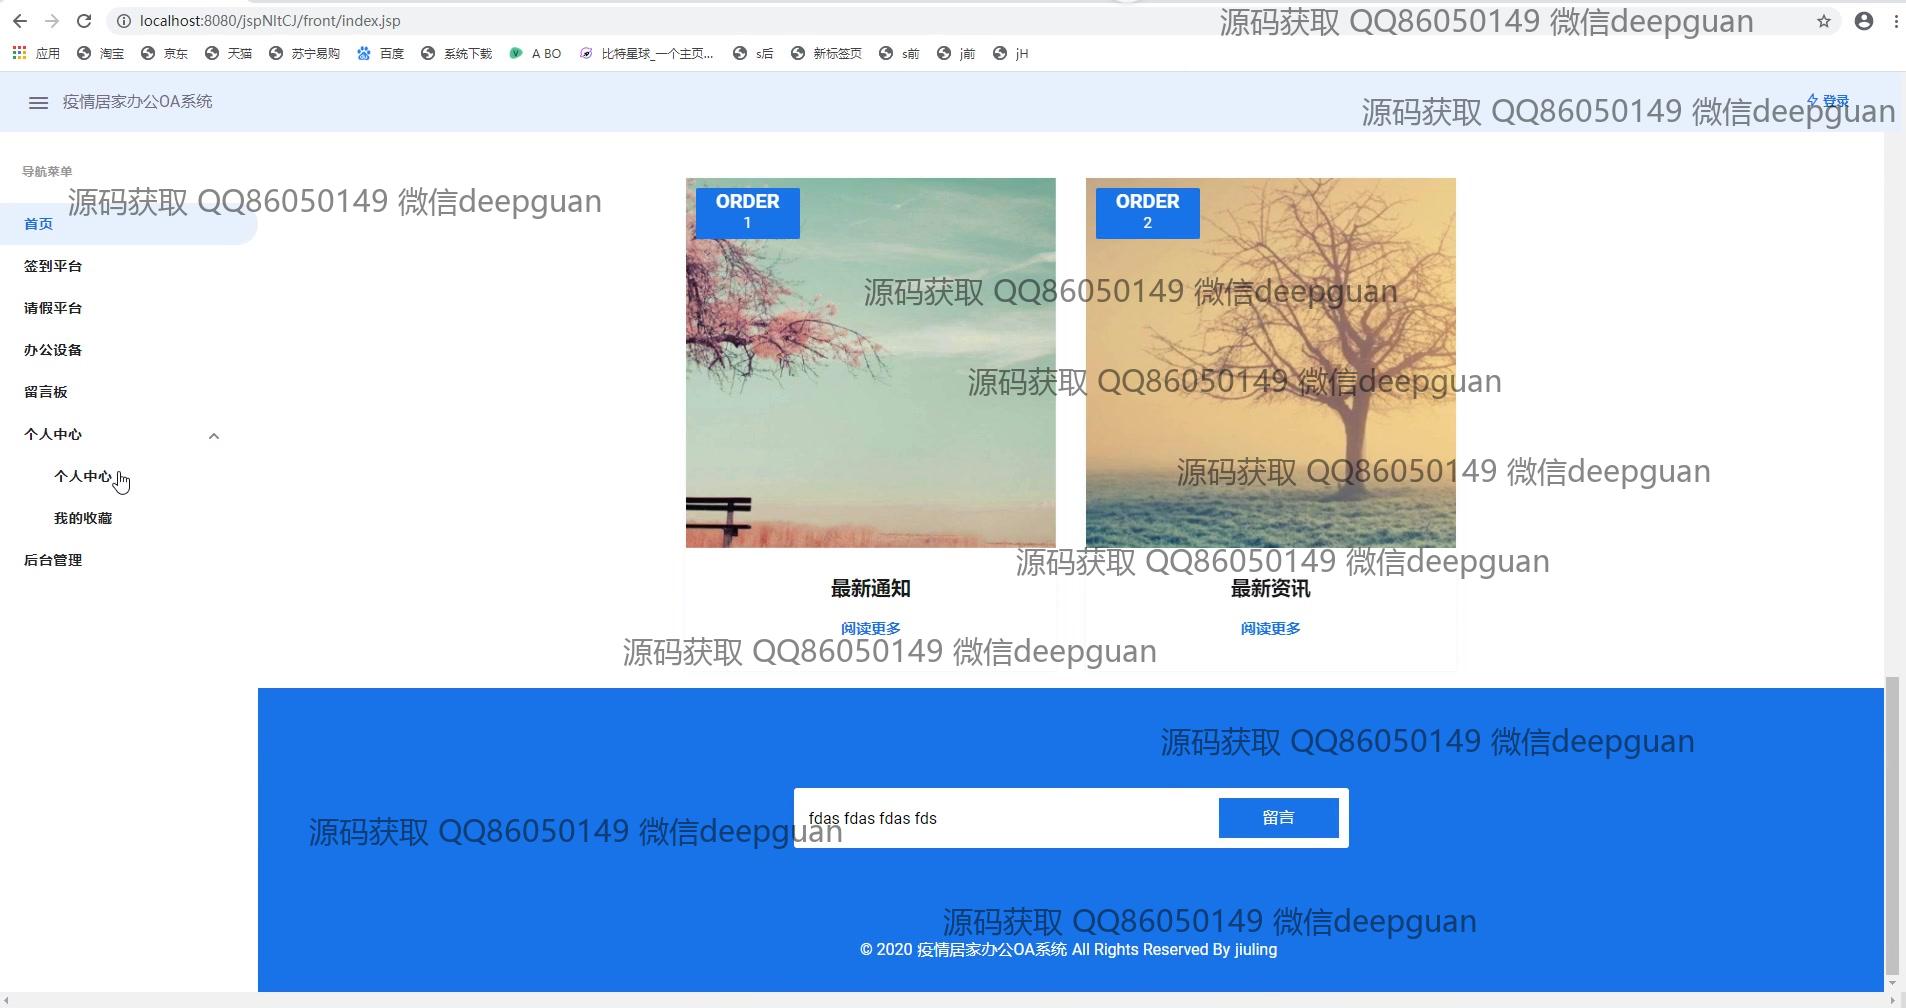 localhost:8080/jspNltCJ/front/index.jsp
源码获取 QQ86050149 微信deepguan
应用 淘宝 京东 天猫 苏宁易购 百度 系统下载 A BO 比特星球_一个主页... s后 新标签页 s前 j前 jH
疫情居家办公OA系统
登录
源码获取 QQ86050149 微信deepguan
导航菜单
源码获取 QQ86050149 微信deepguan
首页
签到平台
请假平台
办公设备
留言板
个人中心
个人中心
我的收藏
后台管理
ORDER
1
ORDER
2
源码获取 QQ86050149 微信deepguan
源码获取 QQ86050149 微信deepguan
源码获取 QQ86050149 微信deepguan
源码获取 QQ86050149 微信deepguan
最新通知
最新资讯
阅读更多
阅读更多
源码获取 QQ86050149 微信deepguan
源码获取 QQ86050149 微信deepguan
fdas fdas fdas fds
留言
源码获取 QQ86050149 微信deepguan
源码获取 QQ86050149 微信deepguan
© 2020 疫情居家办公OA系统 All Rights Reserved By jiuling